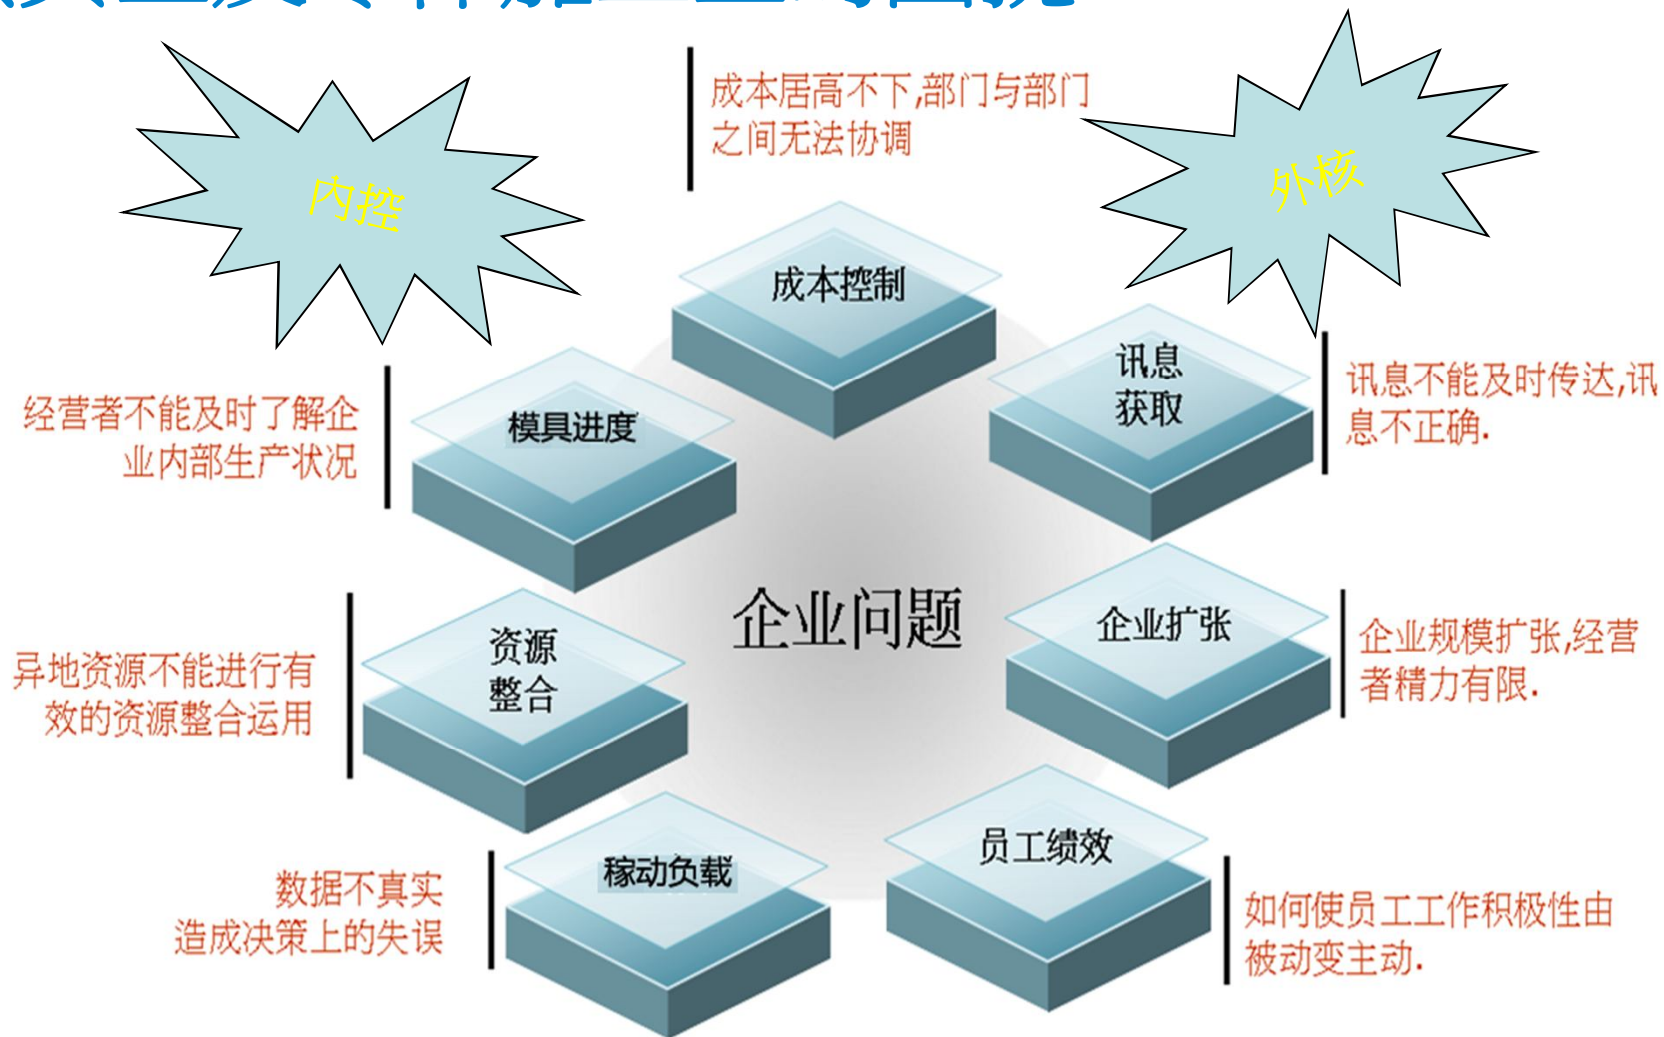 成本居高不下,部门与部门
之间无法协调
内控
外核
成本控制
讯息
获取
讯息不能及时传达,讯
息不正确.
模具进度
经营者不能及时了解企
业内部生产状况
企业问题
企业扩张
企业规模扩张,经营
者精力有限.
资源
整合
异地资源不能进行有
效的资源整合运用
员工绩效
如何使员工工作积极性由
被动变主动.
稼动负载
数据不真实
造成决策上的失误